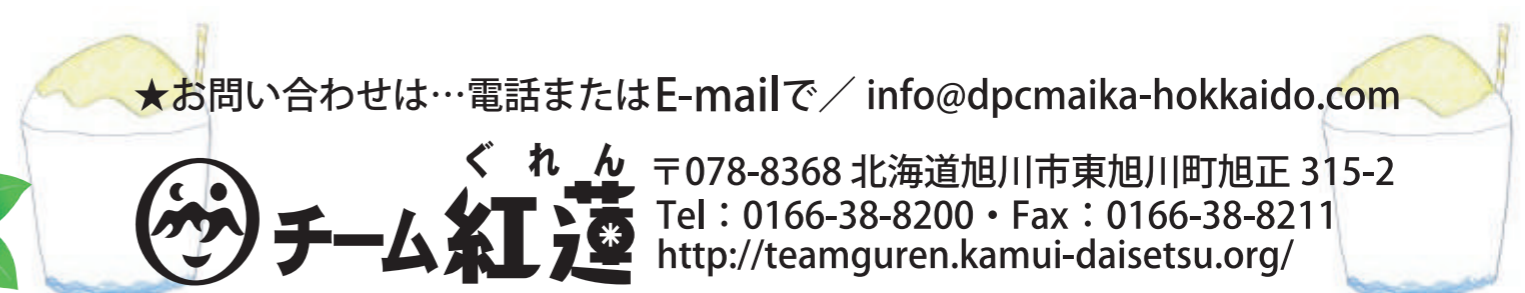 ★お問い合わせは…電話またはE-mailで／ info@dpcmaika-hokkaido.com
ぐれん
チーム紅蓮
〒078-8368 北海道旭川市東旭川町旭正 315-2
Tel：0166-38-8200・Fax：0166-38-8211
http://teamguren.kamui-daisetsu.org/